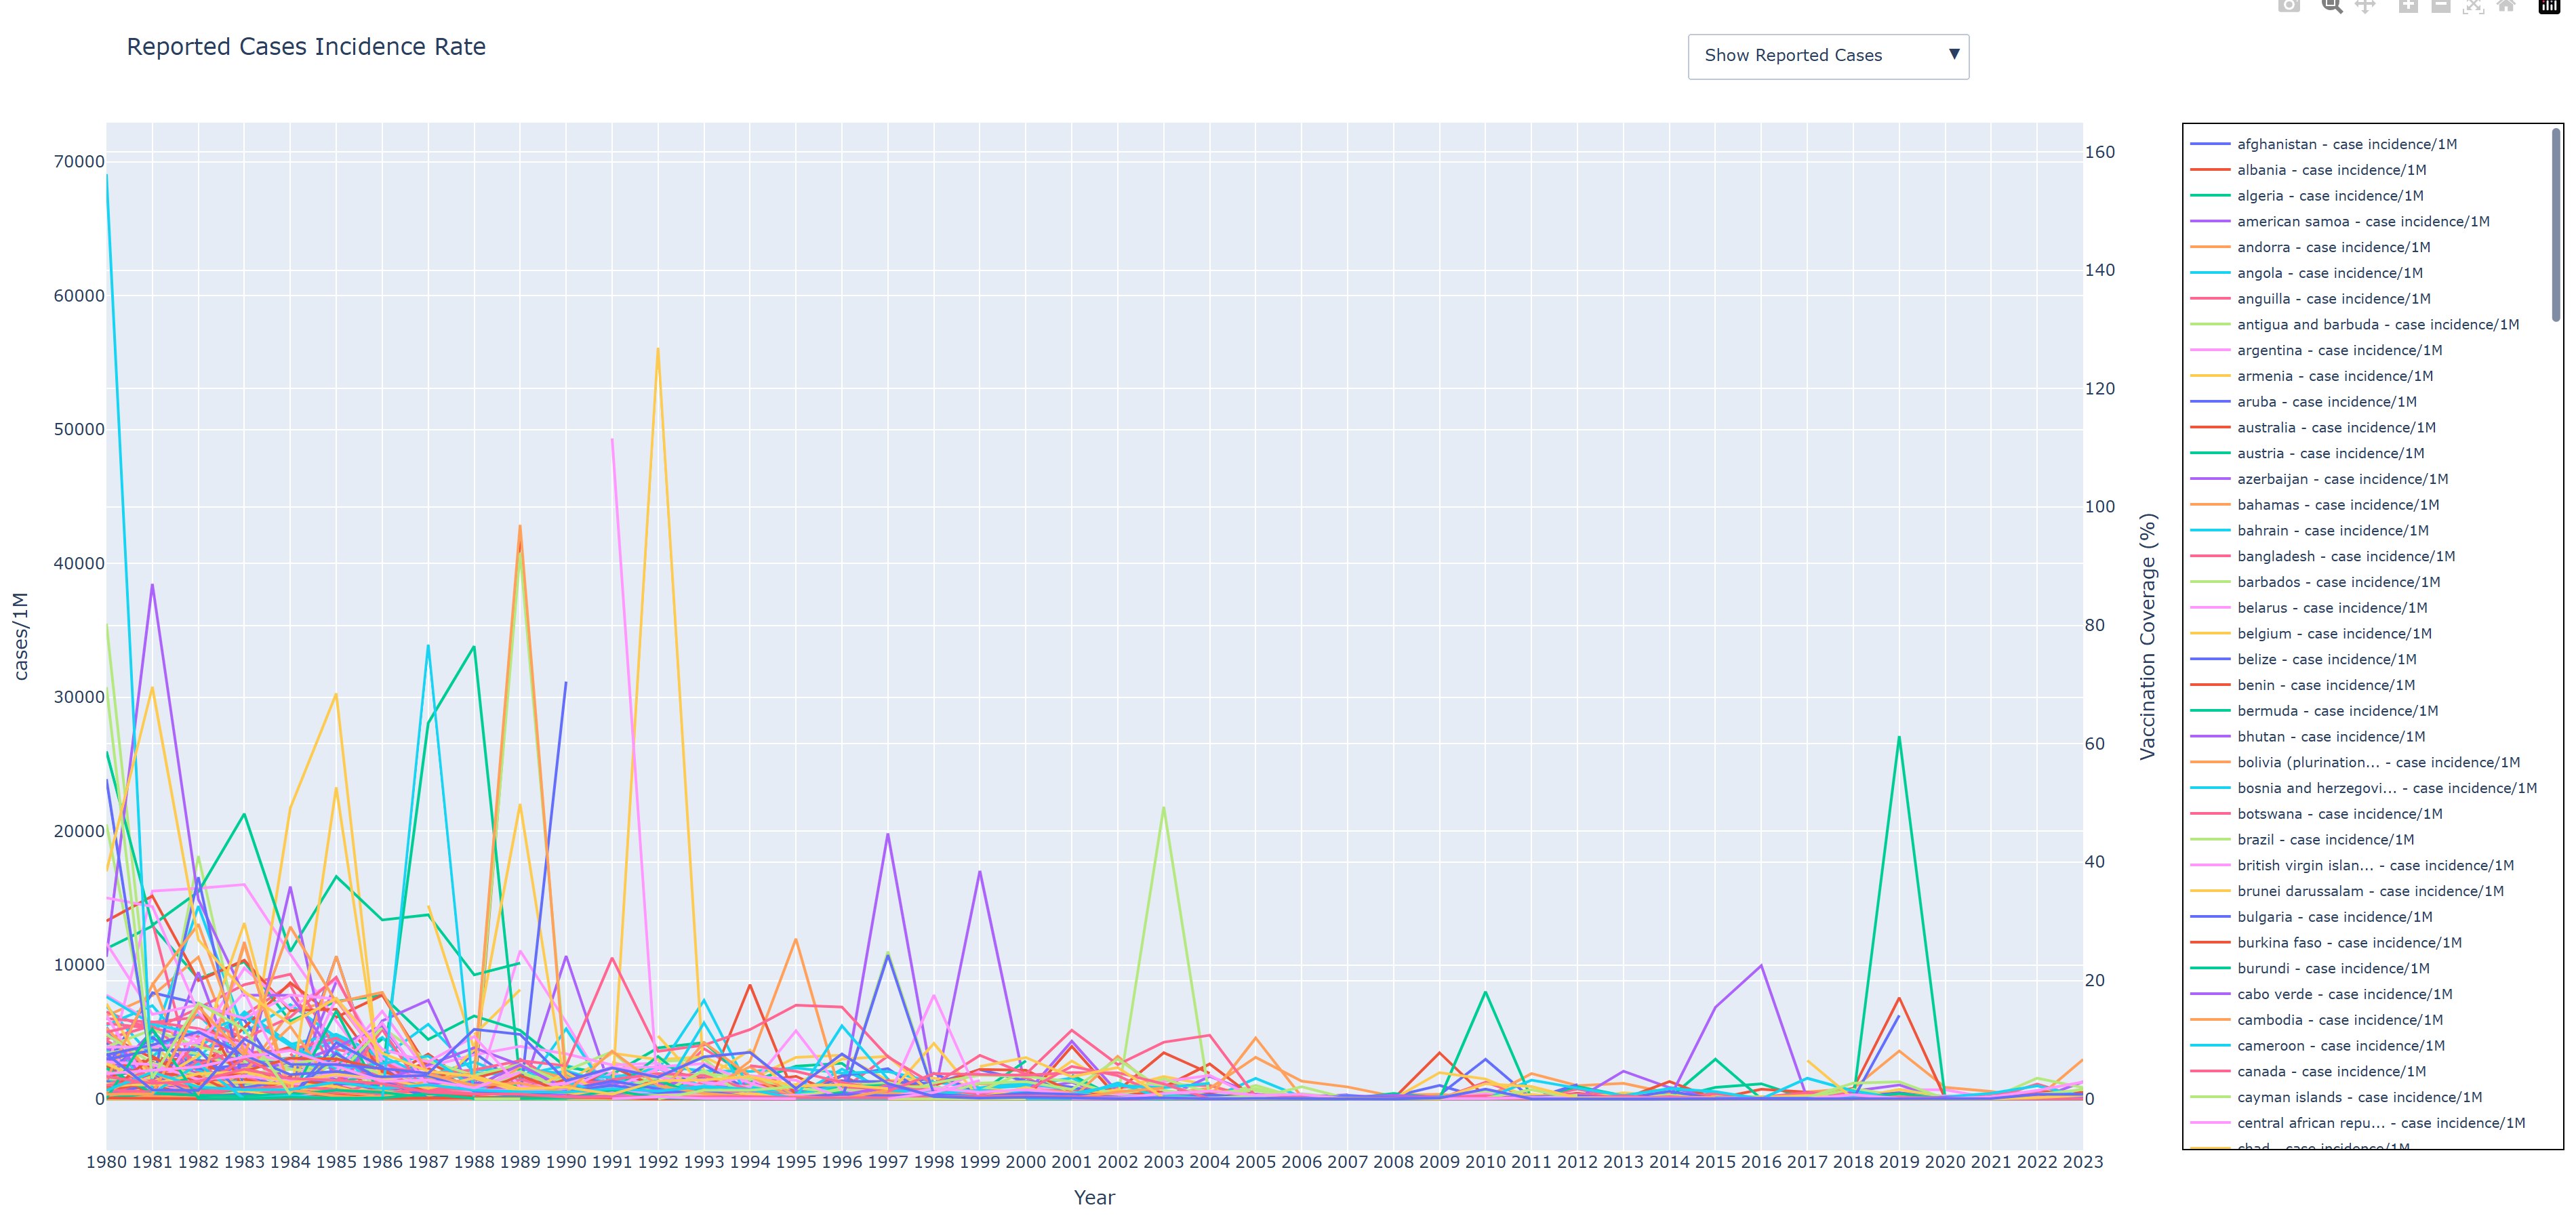 Reported Cases Incidence Rate
Show Reported Cases ▼
70000
60000
50000
40000
30000
20000
10000
0
cases/1M
160
140
120
100
80
60
40
20
0
Vaccination Coverage (%)
1980 1981 1982 1983 1984 1985 1986 1987 1988 1989 1990 1991 1992 1993 1994 1995 1996 1997 1998 1999 2000 2001 2002 2003 2004 2005 2006 2007 2008 2009 2010 2011 2012 2013 2014 2015 2016 2017 2018 2019 2020 2021 2022 2023
Year
afghanistan - case incidence/1M
albania - case incidence/1M
algeria - case incidence/1M
american samoa - case incidence/1M
andorra - case incidence/1M
angola - case incidence/1M
anguilla - case incidence/1M
antigua and barbuda - case incidence/1M
argentina - case incidence/1M
armenia - case incidence/1M
aruba - case incidence/1M
australia - case incidence/1M
austria - case incidence/1M
azerbaijan - case incidence/1M
bahamas - case incidence/1M
bahrain - case incidence/1M
bangladesh - case incidence/1M
barbados - case incidence/1M
belarus - case incidence/1M
belgium - case incidence/1M
belize - case incidence/1M
benin - case incidence/1M
bermuda - case incidence/1M
bhutan - case incidence/1M
bolivia (plurination... - case incidence/1M
bosnia and herzegovi... - case incidence/1M
botswana - case incidence/1M
brazil - case incidence/1M
british virgin islan... - case incidence/1M
brunei darussalam - case incidence/1M
bulgaria - case incidence/1M
burkina faso - case incidence/1M
burundi - case incidence/1M
cabo verde - case incidence/1M
cambodia - case incidence/1M
cameroon - case incidence/1M
canada - case incidence/1M
cayman islands - case incidence/1M
central african repu... - case incidence/1M
chad - case incidence/1M